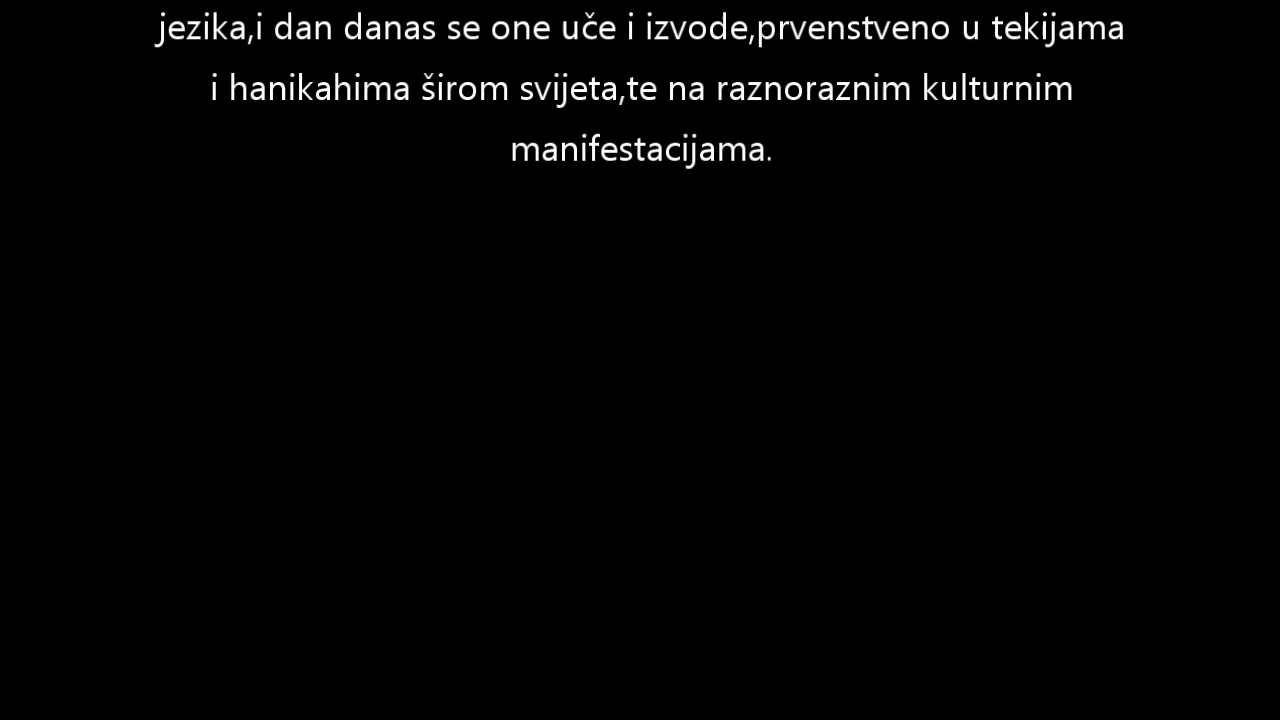 jezika,i dan danas se one uče i izvode,prvenstveno u tekijama
i hanikahima širom svijeta,te na raznoraznim kulturnim
manifestacijama.